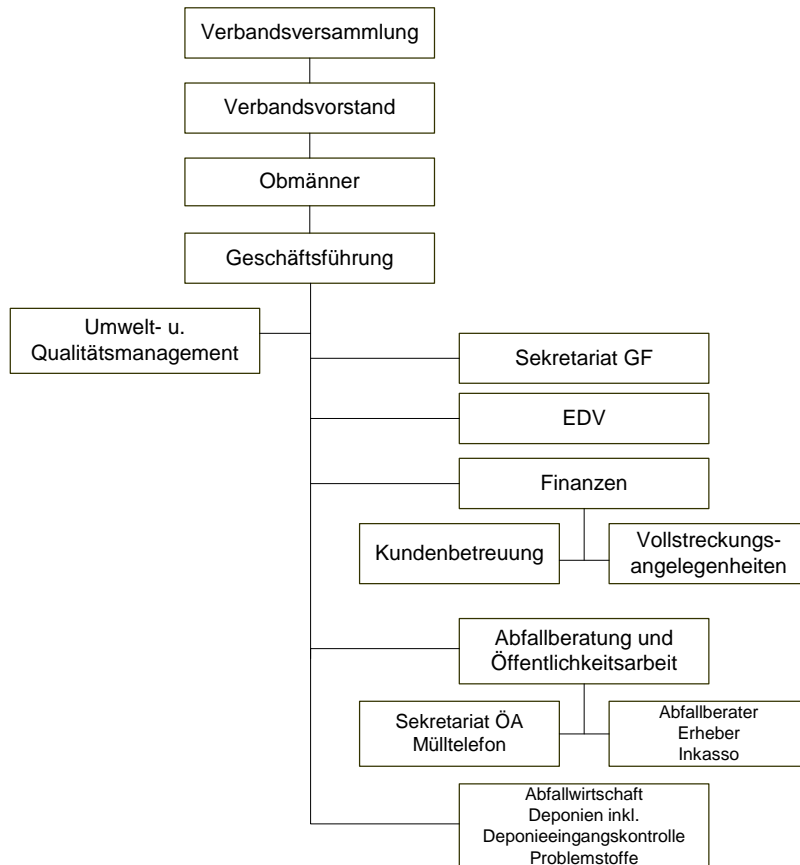 Verbandsversammlung
Verbandsvorstand
Obmänner
Geschäftsführung
Umwelt- u.
Qualitätsmanagement
Sekretariat GF
EDV
Finanzen
Kundenbetreuung
Vollstreckungs-
angelegenheiten
Abfallberatung und
Öffentlichkeitsarbeit
Sekretariat ÖA
Mülltelefon
Abfallberater
Erheber
Inkasso
Abfallwirtschaft
Deponien inkl.
Deponieeingangskontrolle
Problemstoffe